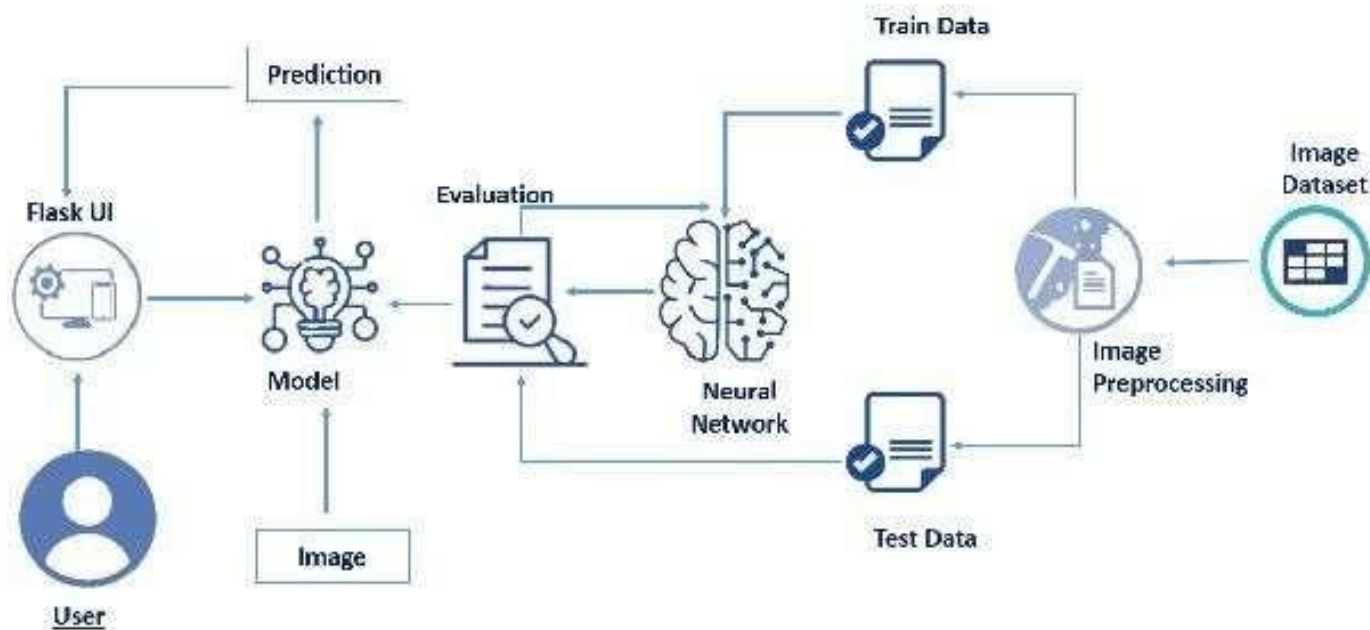 Train Data
Prediction
Image
Dataset
Evaluation
Flask UI
Image
Preprocessing
Model
Neural
Network
Image
Test Data
User